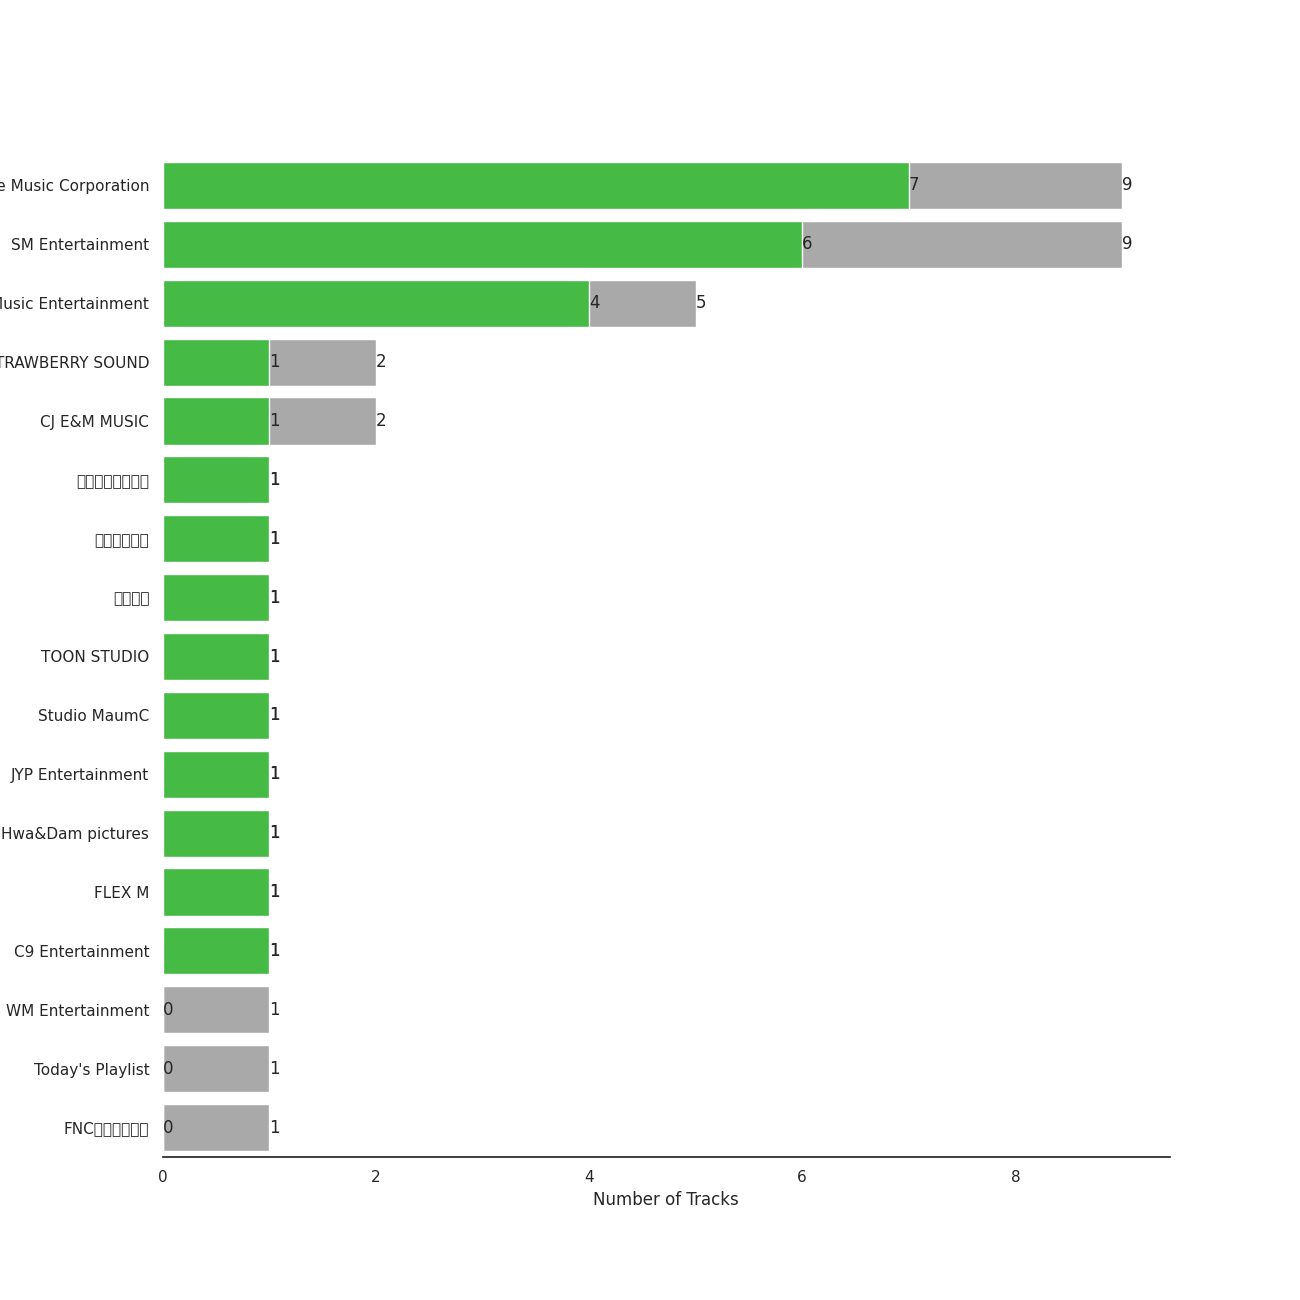 e Music Corporation
7
9
SM Entertainment
6
9
Music Entertainment
4
5
TRAWBERRY SOUND
1
2
CJ E&M MUSIC
1
2
1
1
1
TOON STUDIO
1
Studio MaumC
1
JYP Entertainment
1
Hwa&Dam pictures
1
FLEX M
1
C9 Entertainment
1
WM Entertainment
0
1
Today's Playlist
0
1
FNC
0
1
0
2
4
6
8
Number of Tracks